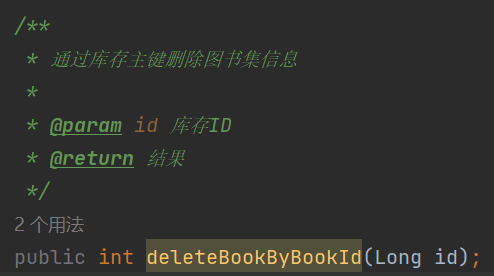 /**
* 通过库存主键删除图书集信息
*
* @param id 库存ID
* @return 结果
*/
2 个用法
public int deleteBookByBookId(Long id);